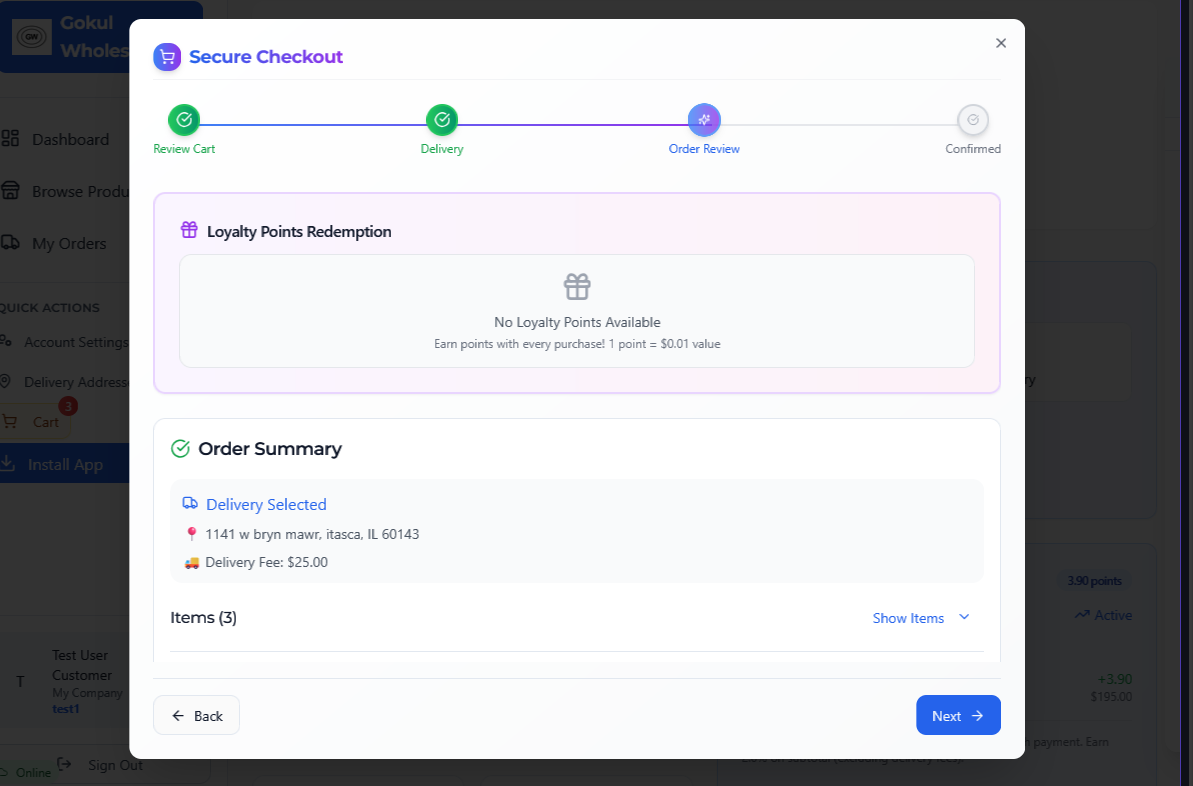 Gokul
GW
Wholes
Secure Checkout
Review Cart
Delivery
Order Review
Confirmed
Dashboard
Browse Produ
My Orders
QUICK ACTIONS
Account Settings
Delivery Addresse
Cart
3
Install App
Loyalty Points Redemption
No Loyalty Points Available
Earn points with every purchase! 1 point = $0.01 value
Order Summary
Delivery Selected
1141 w bryn mawr, itasca, IL 60143
Delivery Fee: $25.00
Items (3)
Show Items
Back
Next
ry
3.90 points
Active
+3.90
$195.00
payment. Earn
T
Test User
Customer
My Company
test1
Online
Sign Out